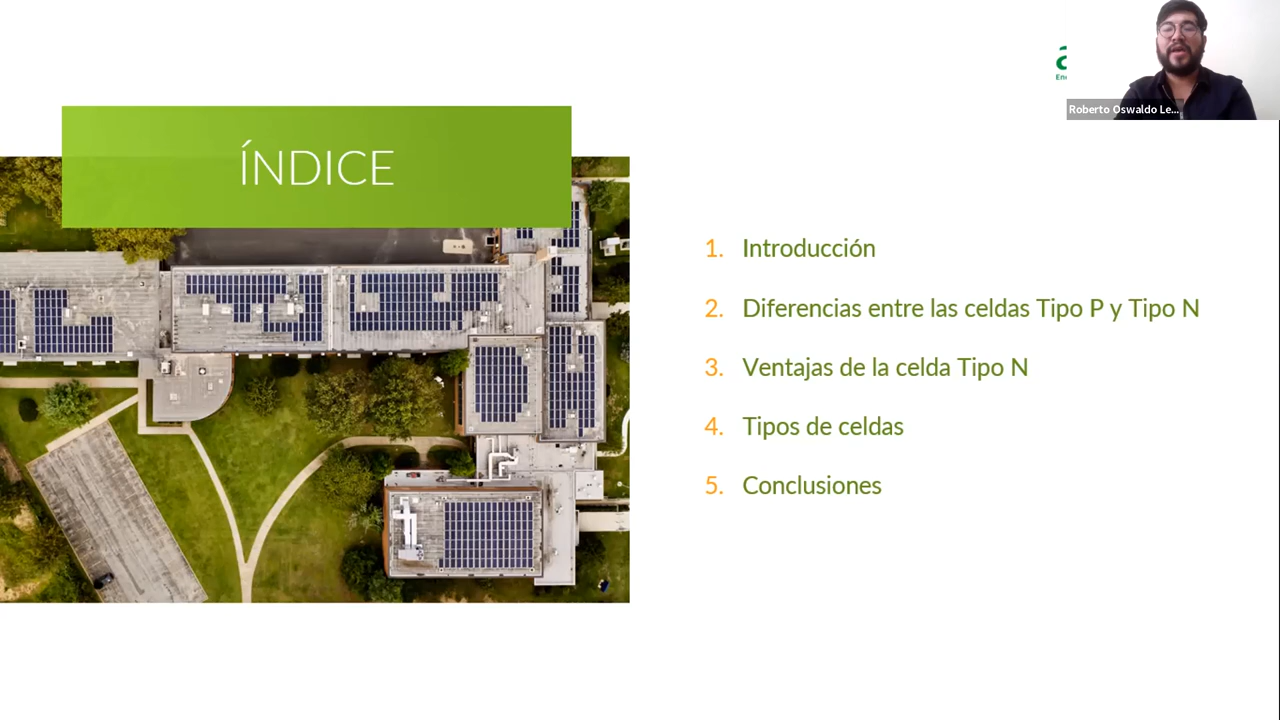 ÍNDICE
1. Introducción
2. Diferencias entre las celdas Tipo P y Tipo N
3. Ventajas de la celda Tipo N
4. Tipos de celdas
5. Conclusiones
Roberto Oswaldo Le...